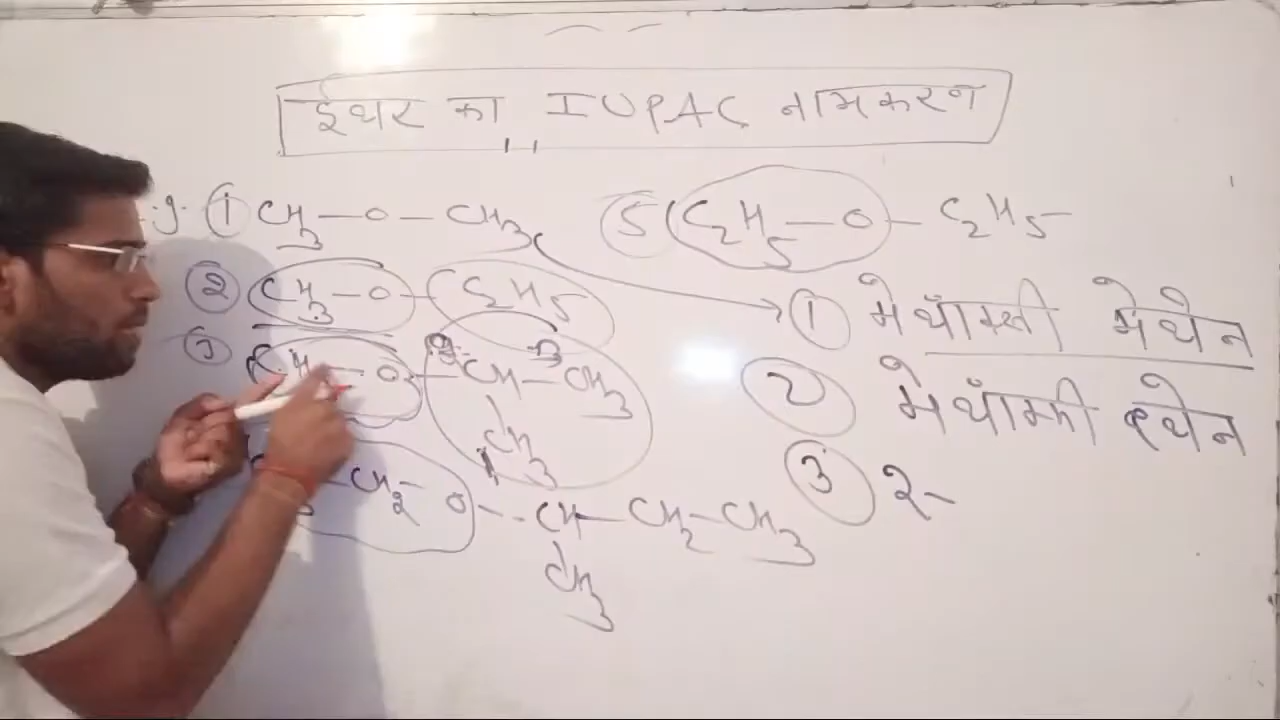 ईथर का IUPAC नामकरण
e.g. ① CH₃—O—CH₃
② CH₃—O—C₂H₅
③ CH₃—O—CH—CH₃
CH₃
CH₂—O—CH—CH₂—CH₃
CH₃
⑤ C₂H₅—O—C₂H₅
① मेथॉक्सी मेथेन
② मेथॉक्सी एथेन
③ २-